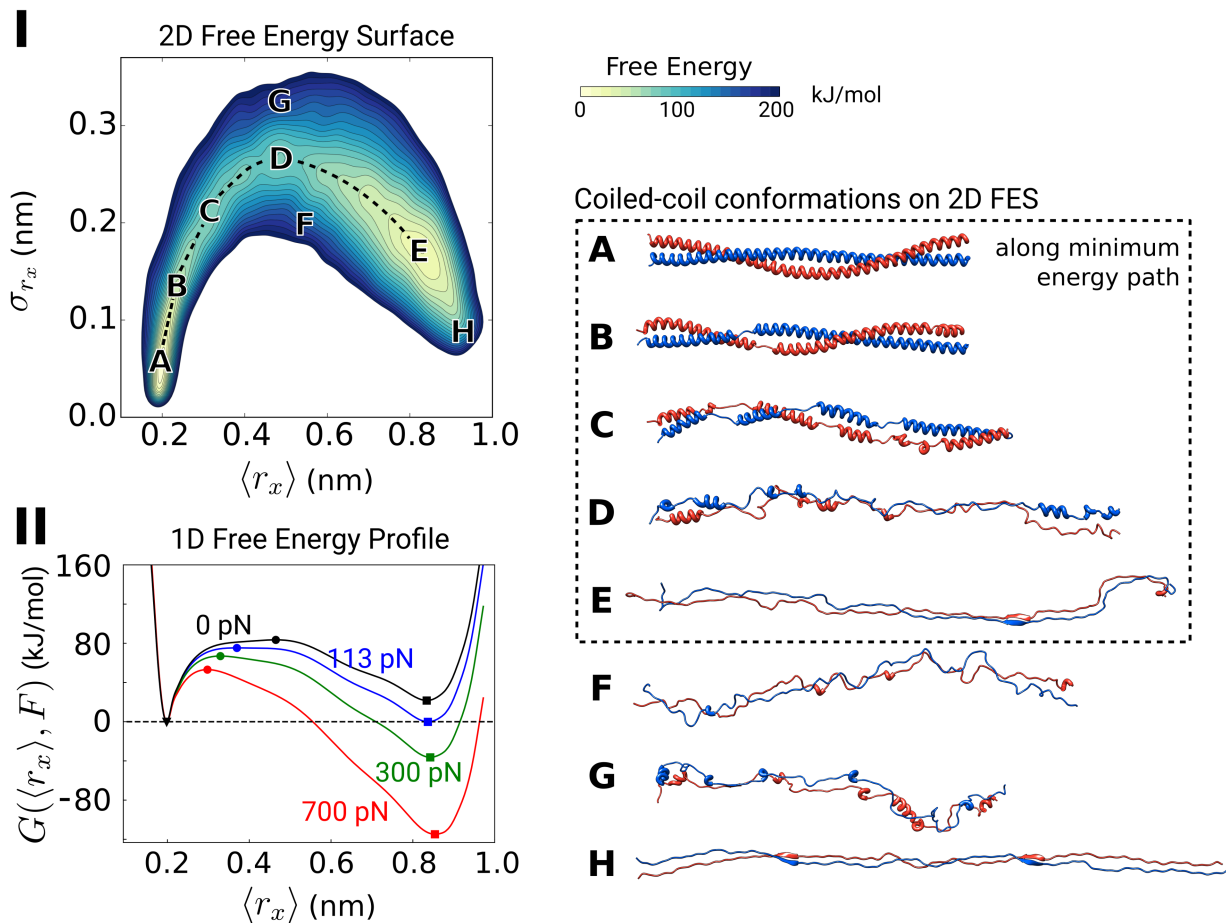 I
2D Free Energy Surface
0.3
0.2
0.1
0.0
σ_{r_x} (nm)
G
D
C
F
E
B
H
A
0.2 0.4 0.6 0.8 1.0
⟨r_x⟩ (nm)
Free Energy
0 100 200
kJ/mol
II
1D Free Energy Profile
160
80
0
-80
G(⟨r_x⟩, F) (kJ/mol)
0 pN
113 pN
300 pN
700 pN
0.2 0.4 0.6 0.8 1.0
⟨r_x⟩ (nm)
Coiled-coil conformations on 2D FES
along minimum
energy path
A
B
C
D
E
F
G
H